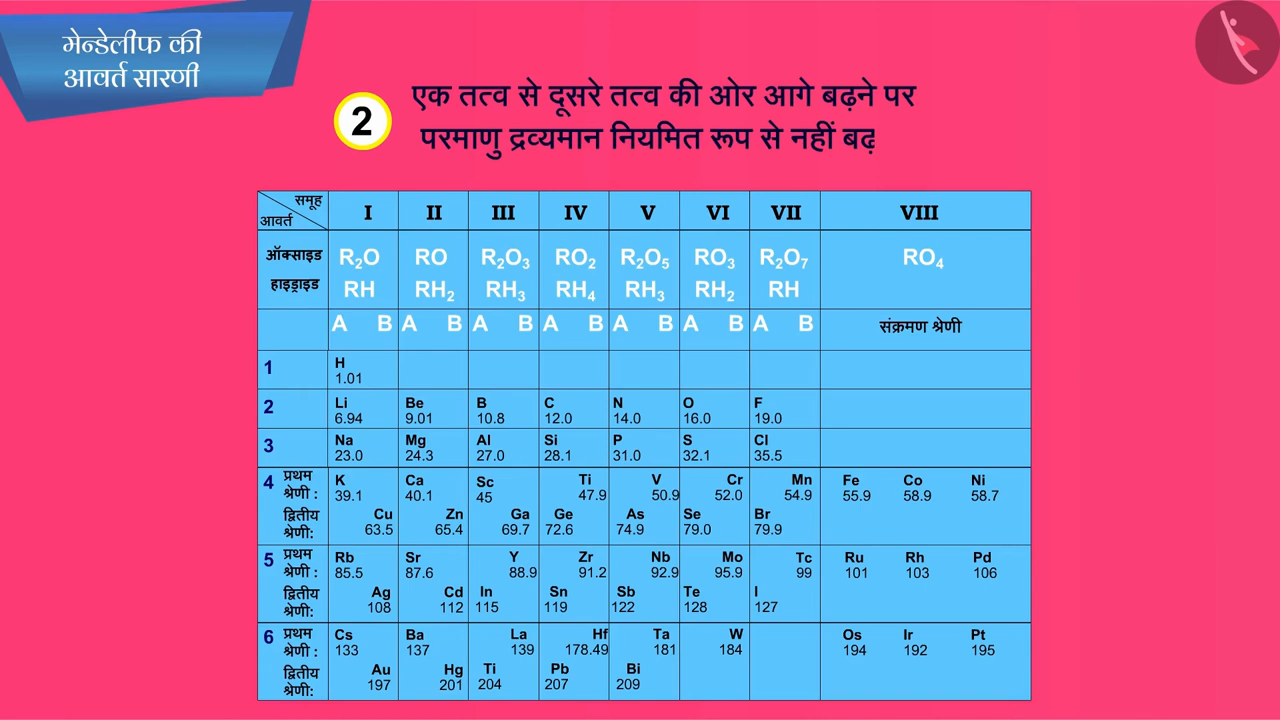 मेन्डेलीफ की
आवर्त सारणी
2
एक तत्व से दूसरे तत्व की ओर आगे बढ़ने पर
परमाणु द्रव्यमान नियमित रूप से नहीं बढ़
समूह
आवर्त
I II III IV V VI VII VIII
ऑक्साइड R₂O RO R₂O₃ RO₂ R₂O₅ RO₃ R₂O₇ RO₄
हाइड्राइड RH RH₂ RH₃ RH₄ RH₃ RH₂ RH
A B A B A B A B A B A B A B संक्रमण श्रेणी
1 H
1.01
2 Li Be B C N O F
6.94 9.01 10.8 12.0 14.0 16.0 19.0
3 Na Mg Al Si P S Cl
23.0 24.3 27.0 28.1 31.0 32.1 35.5
4 प्रथम K Ca Sc Ti V Cr Mn Fe Co Ni
श्रेणी : 39.1 40.1 45 47.9 50.9 52.0 54.9 55.9 58.9 58.7
द्वितीय Cu Zn Ga Ge As Se Br
श्रेणी: 63.5 65.4 69.7 72.6 74.9 79.0 79.9
5 प्रथम Rb Sr Y Zr Nb Mo Tc Ru Rh Pd
श्रेणी : 85.5 87.6 88.9 91.2 92.9 95.9 99 101 103 106
द्वितीय Ag Cd In Sn Sb Te I
श्रेणी: 108 112 115 119 122 128 127
6 प्रथम Cs Ba La Hf Ta W Os Ir Pt
श्रेणी : 133 137 139 178.49 181 184 194 192 195
द्वितीय Au Hg Ti Pb Bi
श्रेणी: 197 201 204 207 209